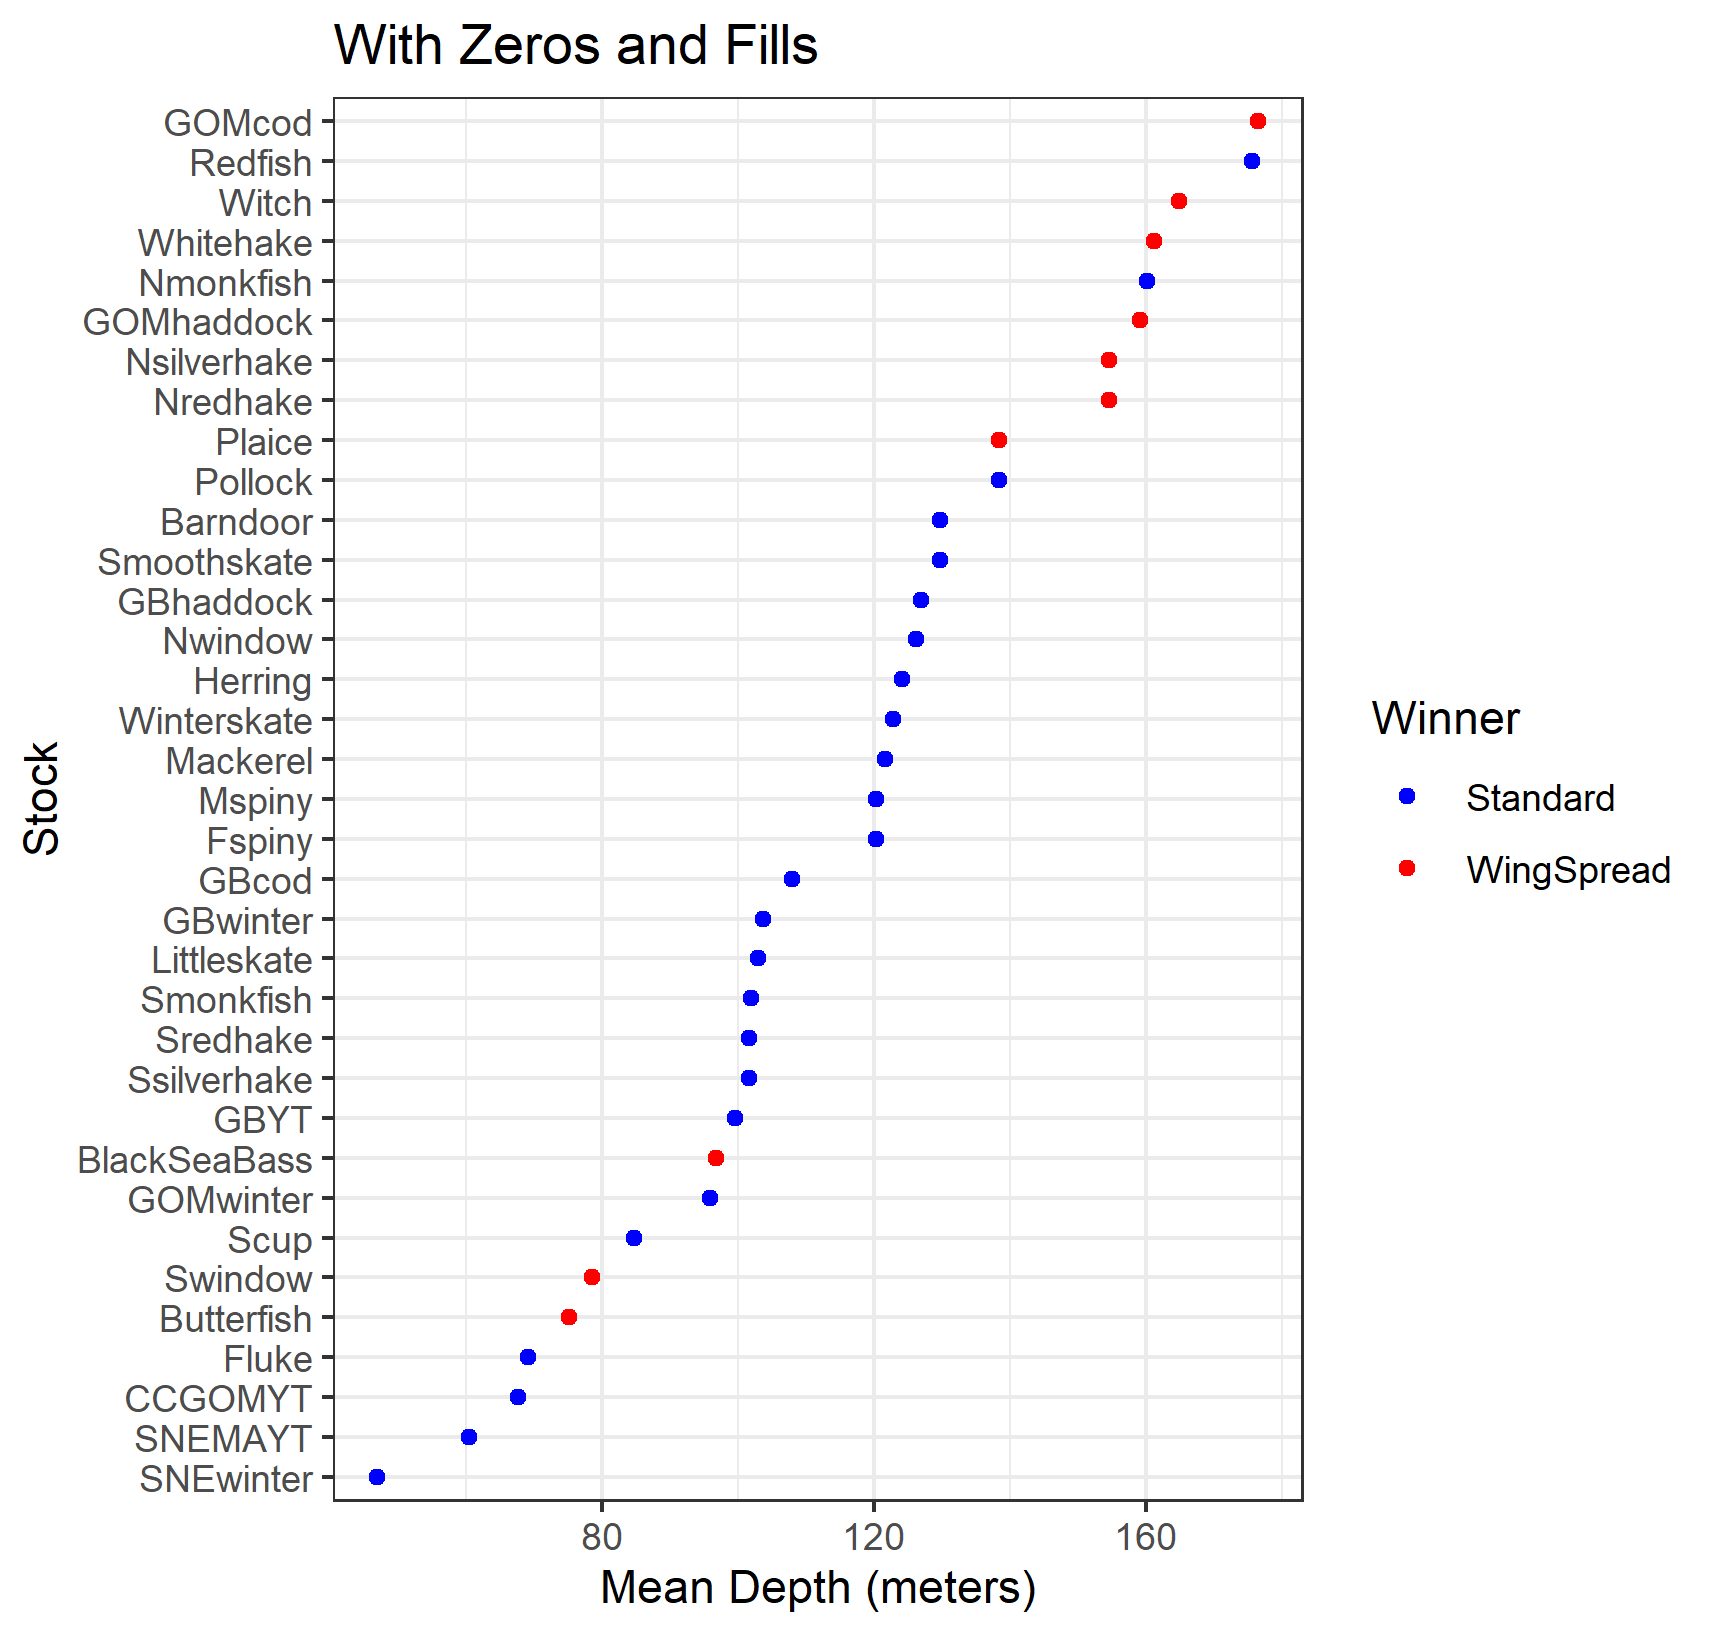 With Zeros and Fills
GOMcod
Redfish
Witch
Whitehake
Nmonkfish
GOMhaddock
Nsilverhake
Nredhake
Plaice
Pollock
Barndoor
Smoothskate
GBhaddock
Nwindow
Herring
Winterskate
Mackerel
Mspiny
Fspiny
GBcod
GBwinter
Littleskate
Smonkfish
Sredhake
Ssilverhake
GBYT
BlackSeaBass
GOMwinter
Scup
Swindow
Butterfish
Fluke
CCGOMYT
SNEMAYT
SNEwinter
Stock
80 120 160
Mean Depth (meters)
Winner
Standard
WingSpread